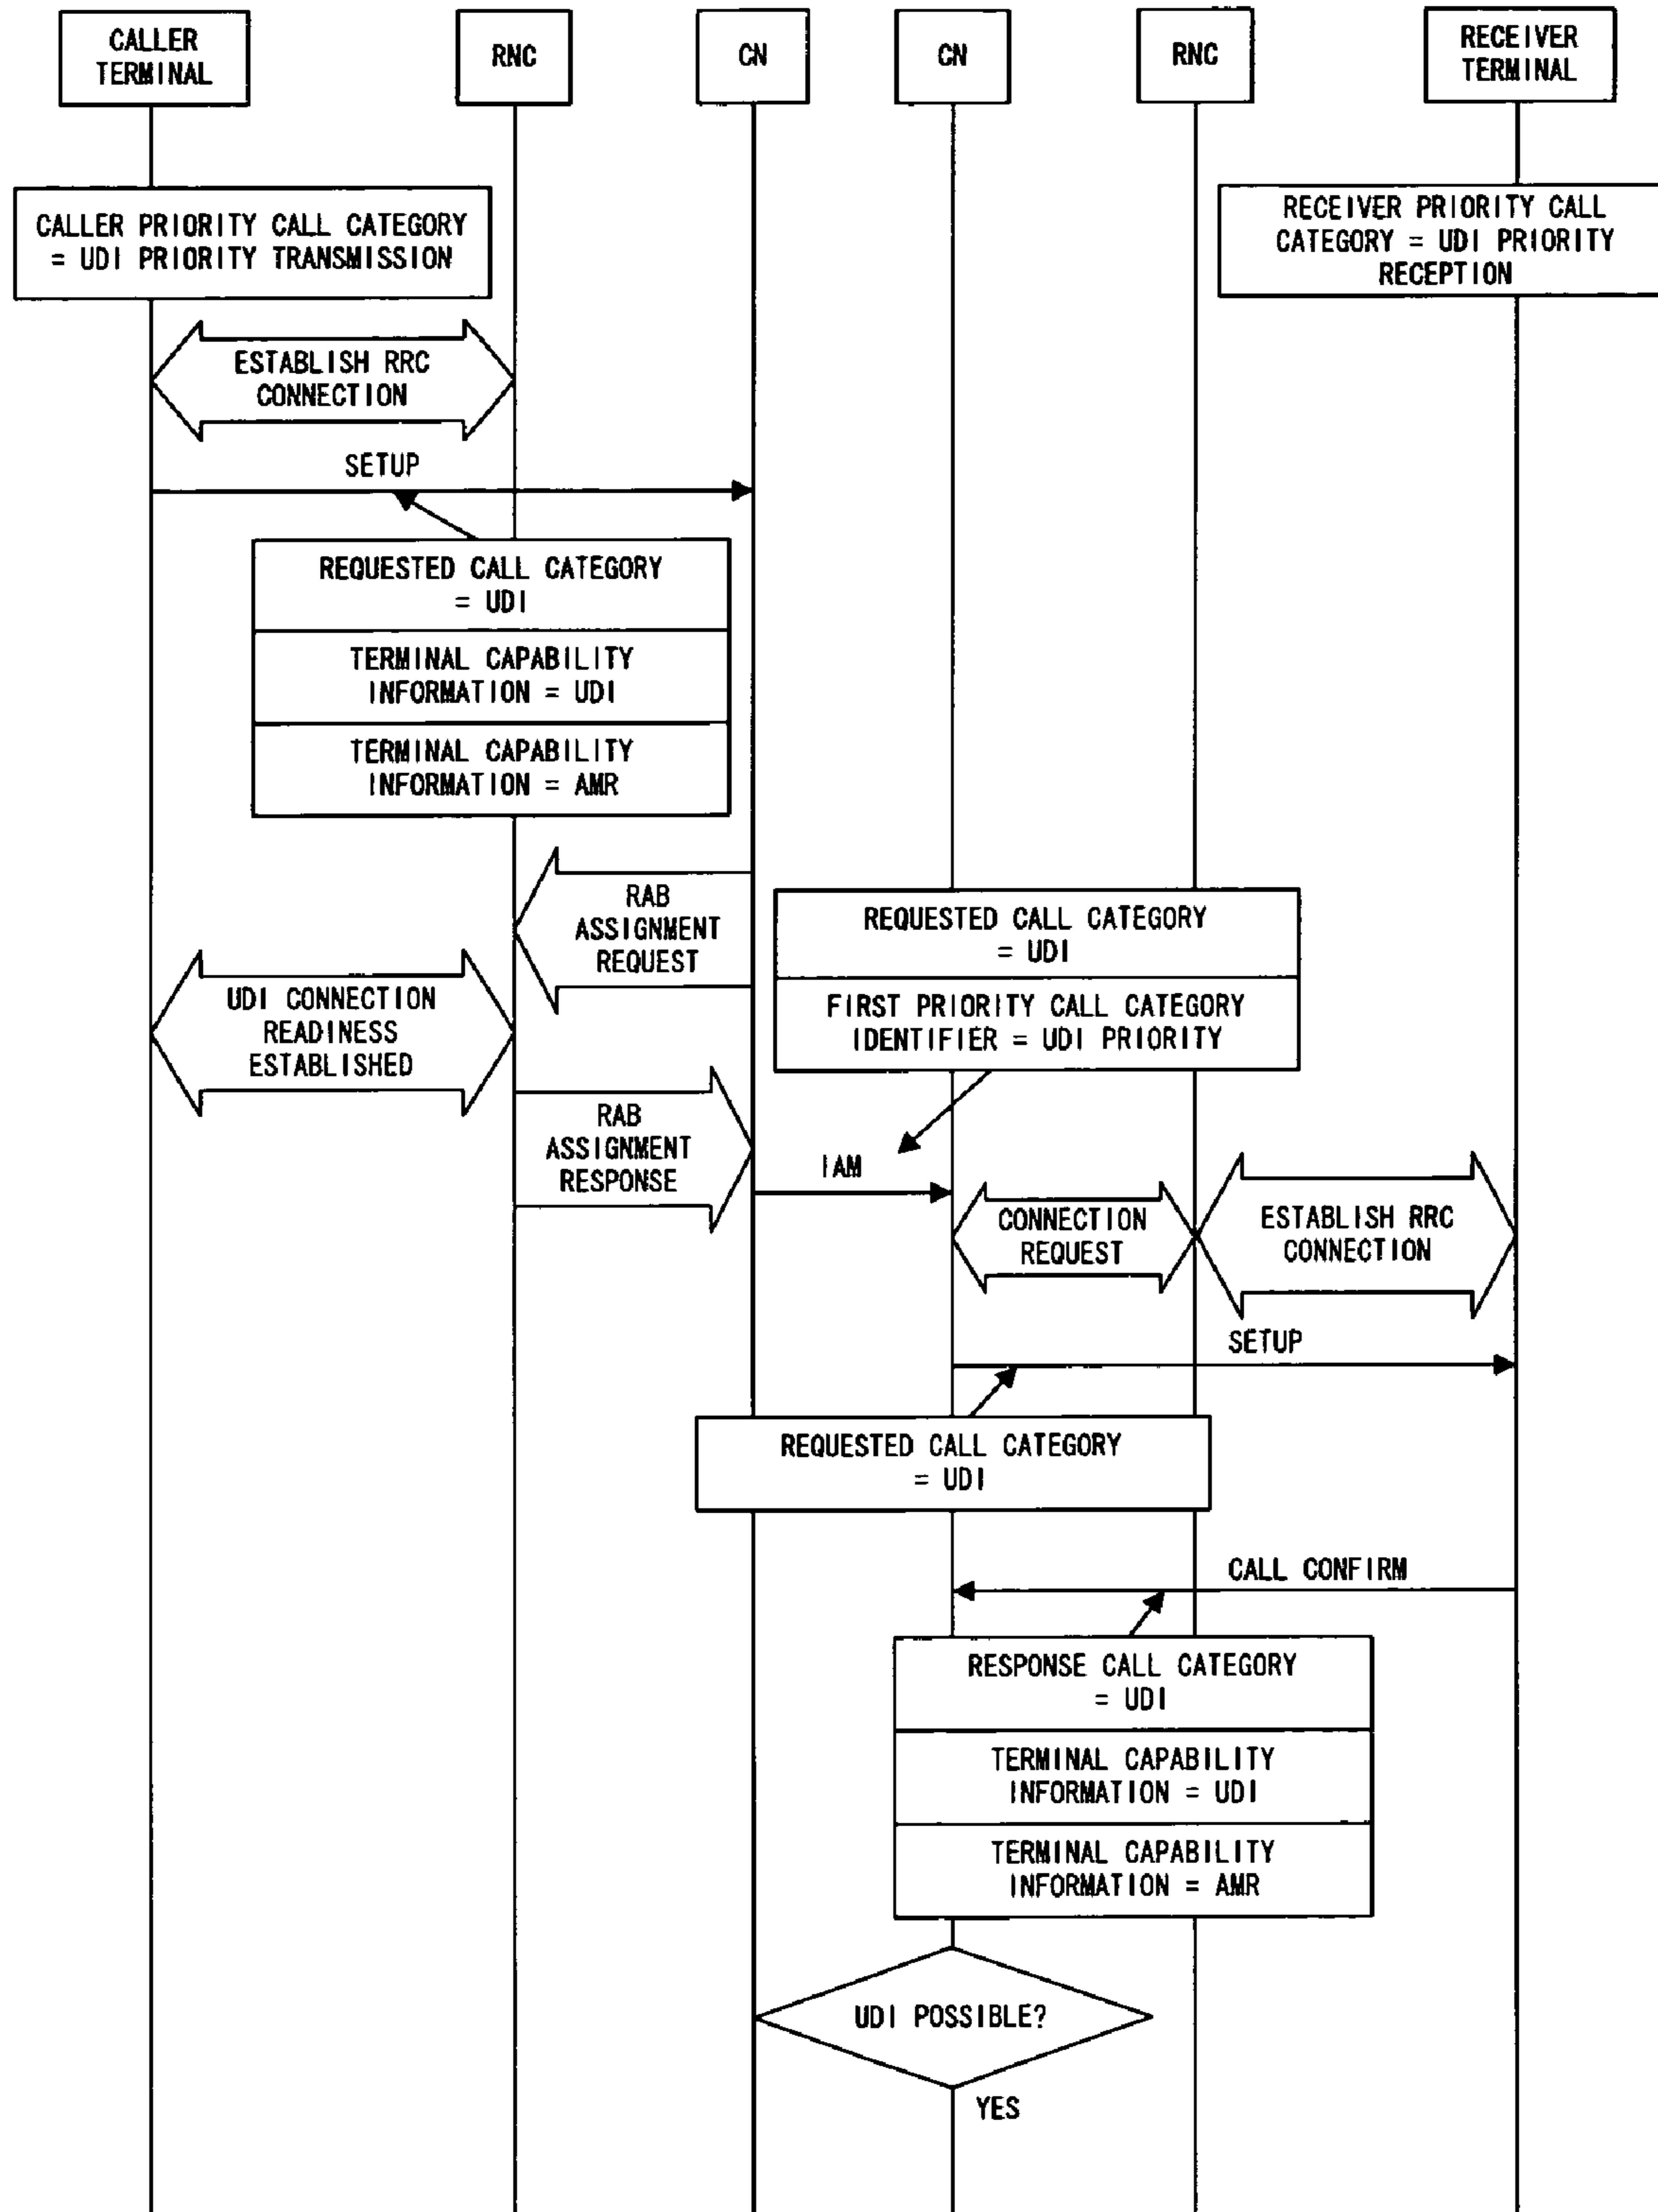 CALLER
TERMINAL
RNC
CN
CN
RNC
RECEIVER
TERMINAL
CALLER PRIORITY CALL CATEGORY
= UDI PRIORITY TRANSMISSION
RECEIVER PRIORITY CALL
CATEGORY = UDI PRIORITY
RECEPTION
ESTABLISH RRC
CONNECTION
SETUP
REQUESTED CALL CATEGORY
= UDI
TERMINAL CAPABILITY
INFORMATION = UDI
TERMINAL CAPABILITY
INFORMATION = AMR
RAB
ASSIGNMENT
REQUEST
REQUESTED CALL CATEGORY
= UDI
FIRST PRIORITY CALL CATEGORY
IDENTIFIER = UDI PRIORITY
UDI CONNECTION
READINESS
ESTABLISHED
RAB
ASSIGNMENT
RESPONSE
IAM
CONNECTION
REQUEST
ESTABLISH RRC
CONNECTION
SETUP
REQUESTED CALL CATEGORY
= UDI
CALL CONFIRM
RESPONSE CALL CATEGORY
= UDI
TERMINAL CAPABILITY
INFORMATION = UDI
TERMINAL CAPABILITY
INFORMATION = AMR
UDI POSSIBLE?
YES